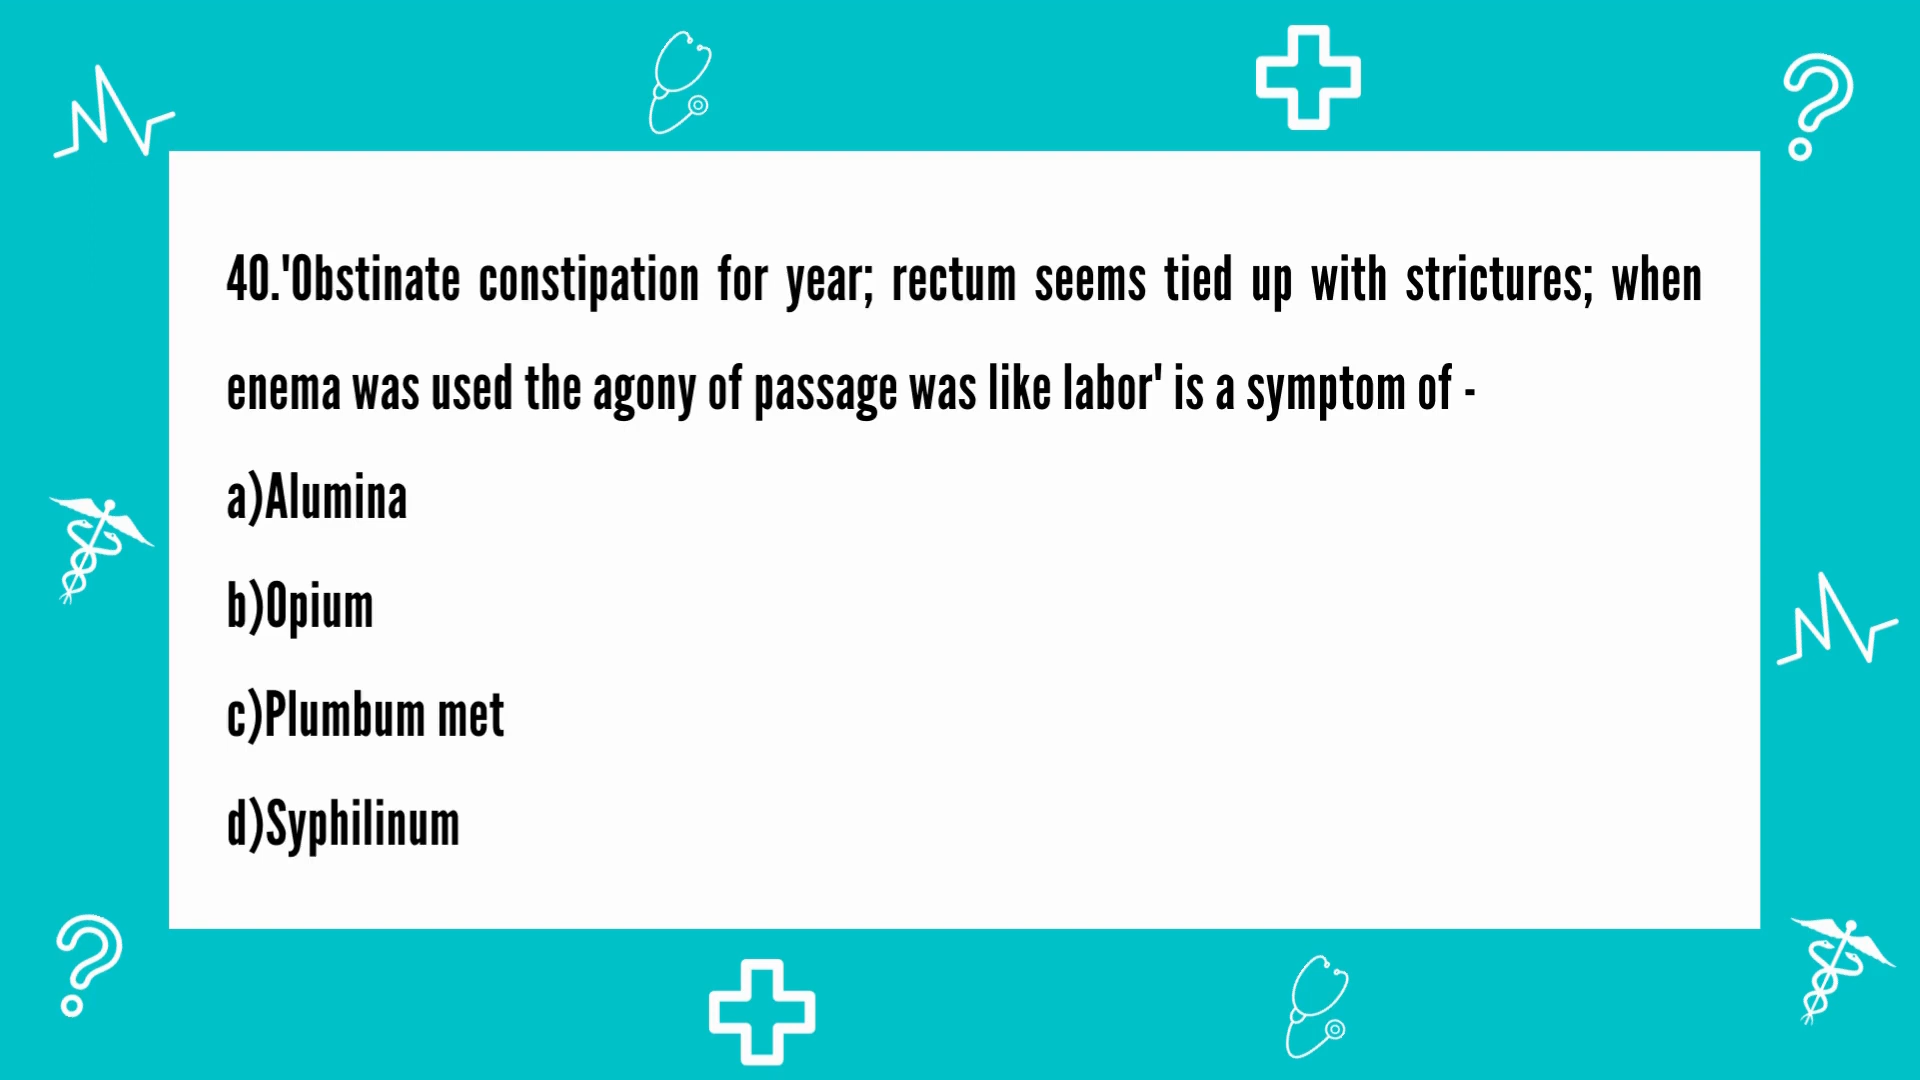 40.'Obstinate constipation for year; rectum seems tied up with strictures; when
enema was used the agony of passage was like labor' is a symptom of -
a)Alumina
b)Opium
c)Plumbum met
d)Syphilinum